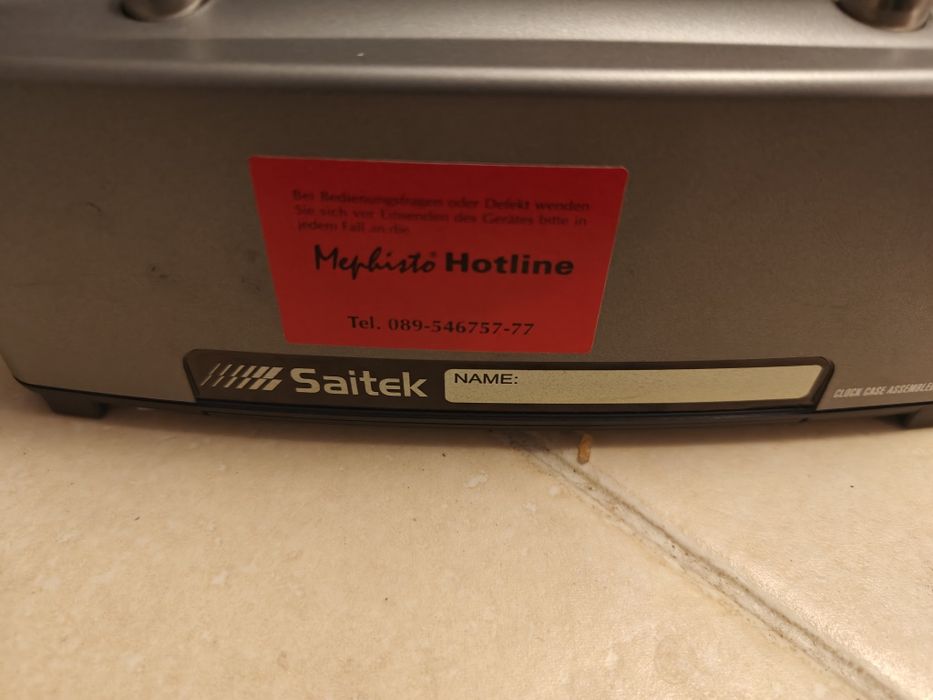 Bei Bedienungsfragen oder Defekt wenden
Sie sich vor Einsenden des Gerätes bitte in
jedem Fall an die
Mephisto® Hotline
Tel. 089-546757-77
Saitek
NAME:
CLOCK CASE ASSEMBLED